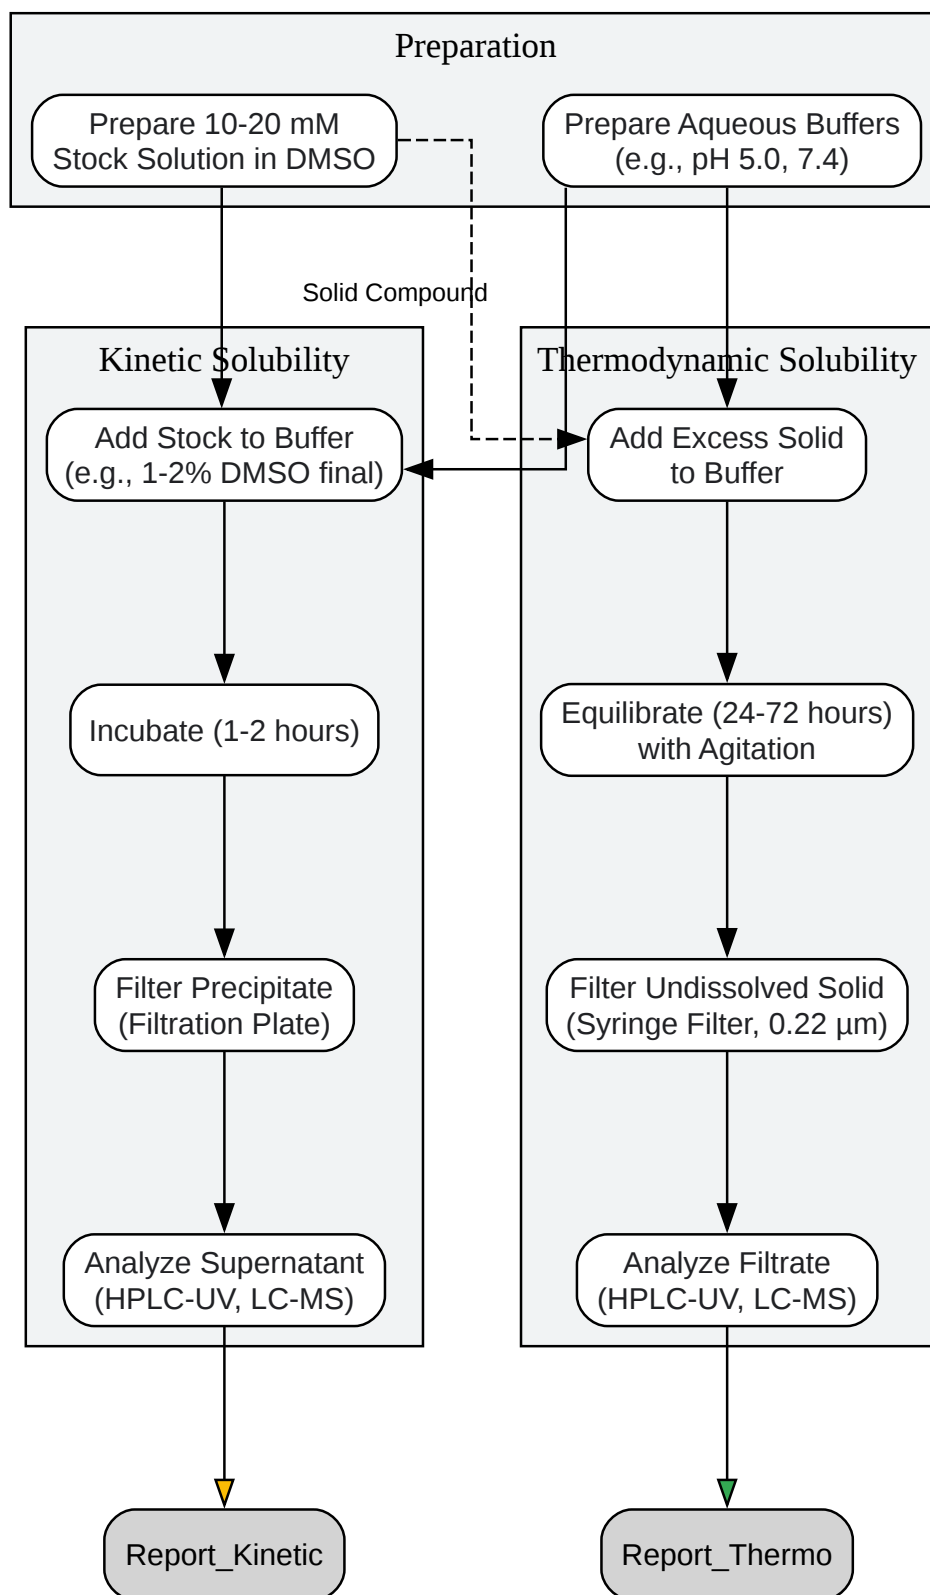 Preparation
Prepare 10-20 mM
Stock Solution in DMSO
Prepare Aqueous Buffers
(e.g., pH 5.0, 7.4)
Solid Compound
Kinetic Solubility
Thermodynamic Solubility
Add Stock to Buffer
(e.g., 1-2% DMSO final)
Add Excess Solid
to Buffer
Incubate (1-2 hours)
Equilibrate (24-72 hours)
with Agitation
Filter Precipitate
(Filtration Plate)
Filter Undissolved Solid
(Syringe Filter, 0.22 µm)
Analyze Supernatant
(HPLC-UV, LC-MS)
Analyze Filtrate
(HPLC-UV, LC-MS)
Report_Kinetic
Report_Thermo